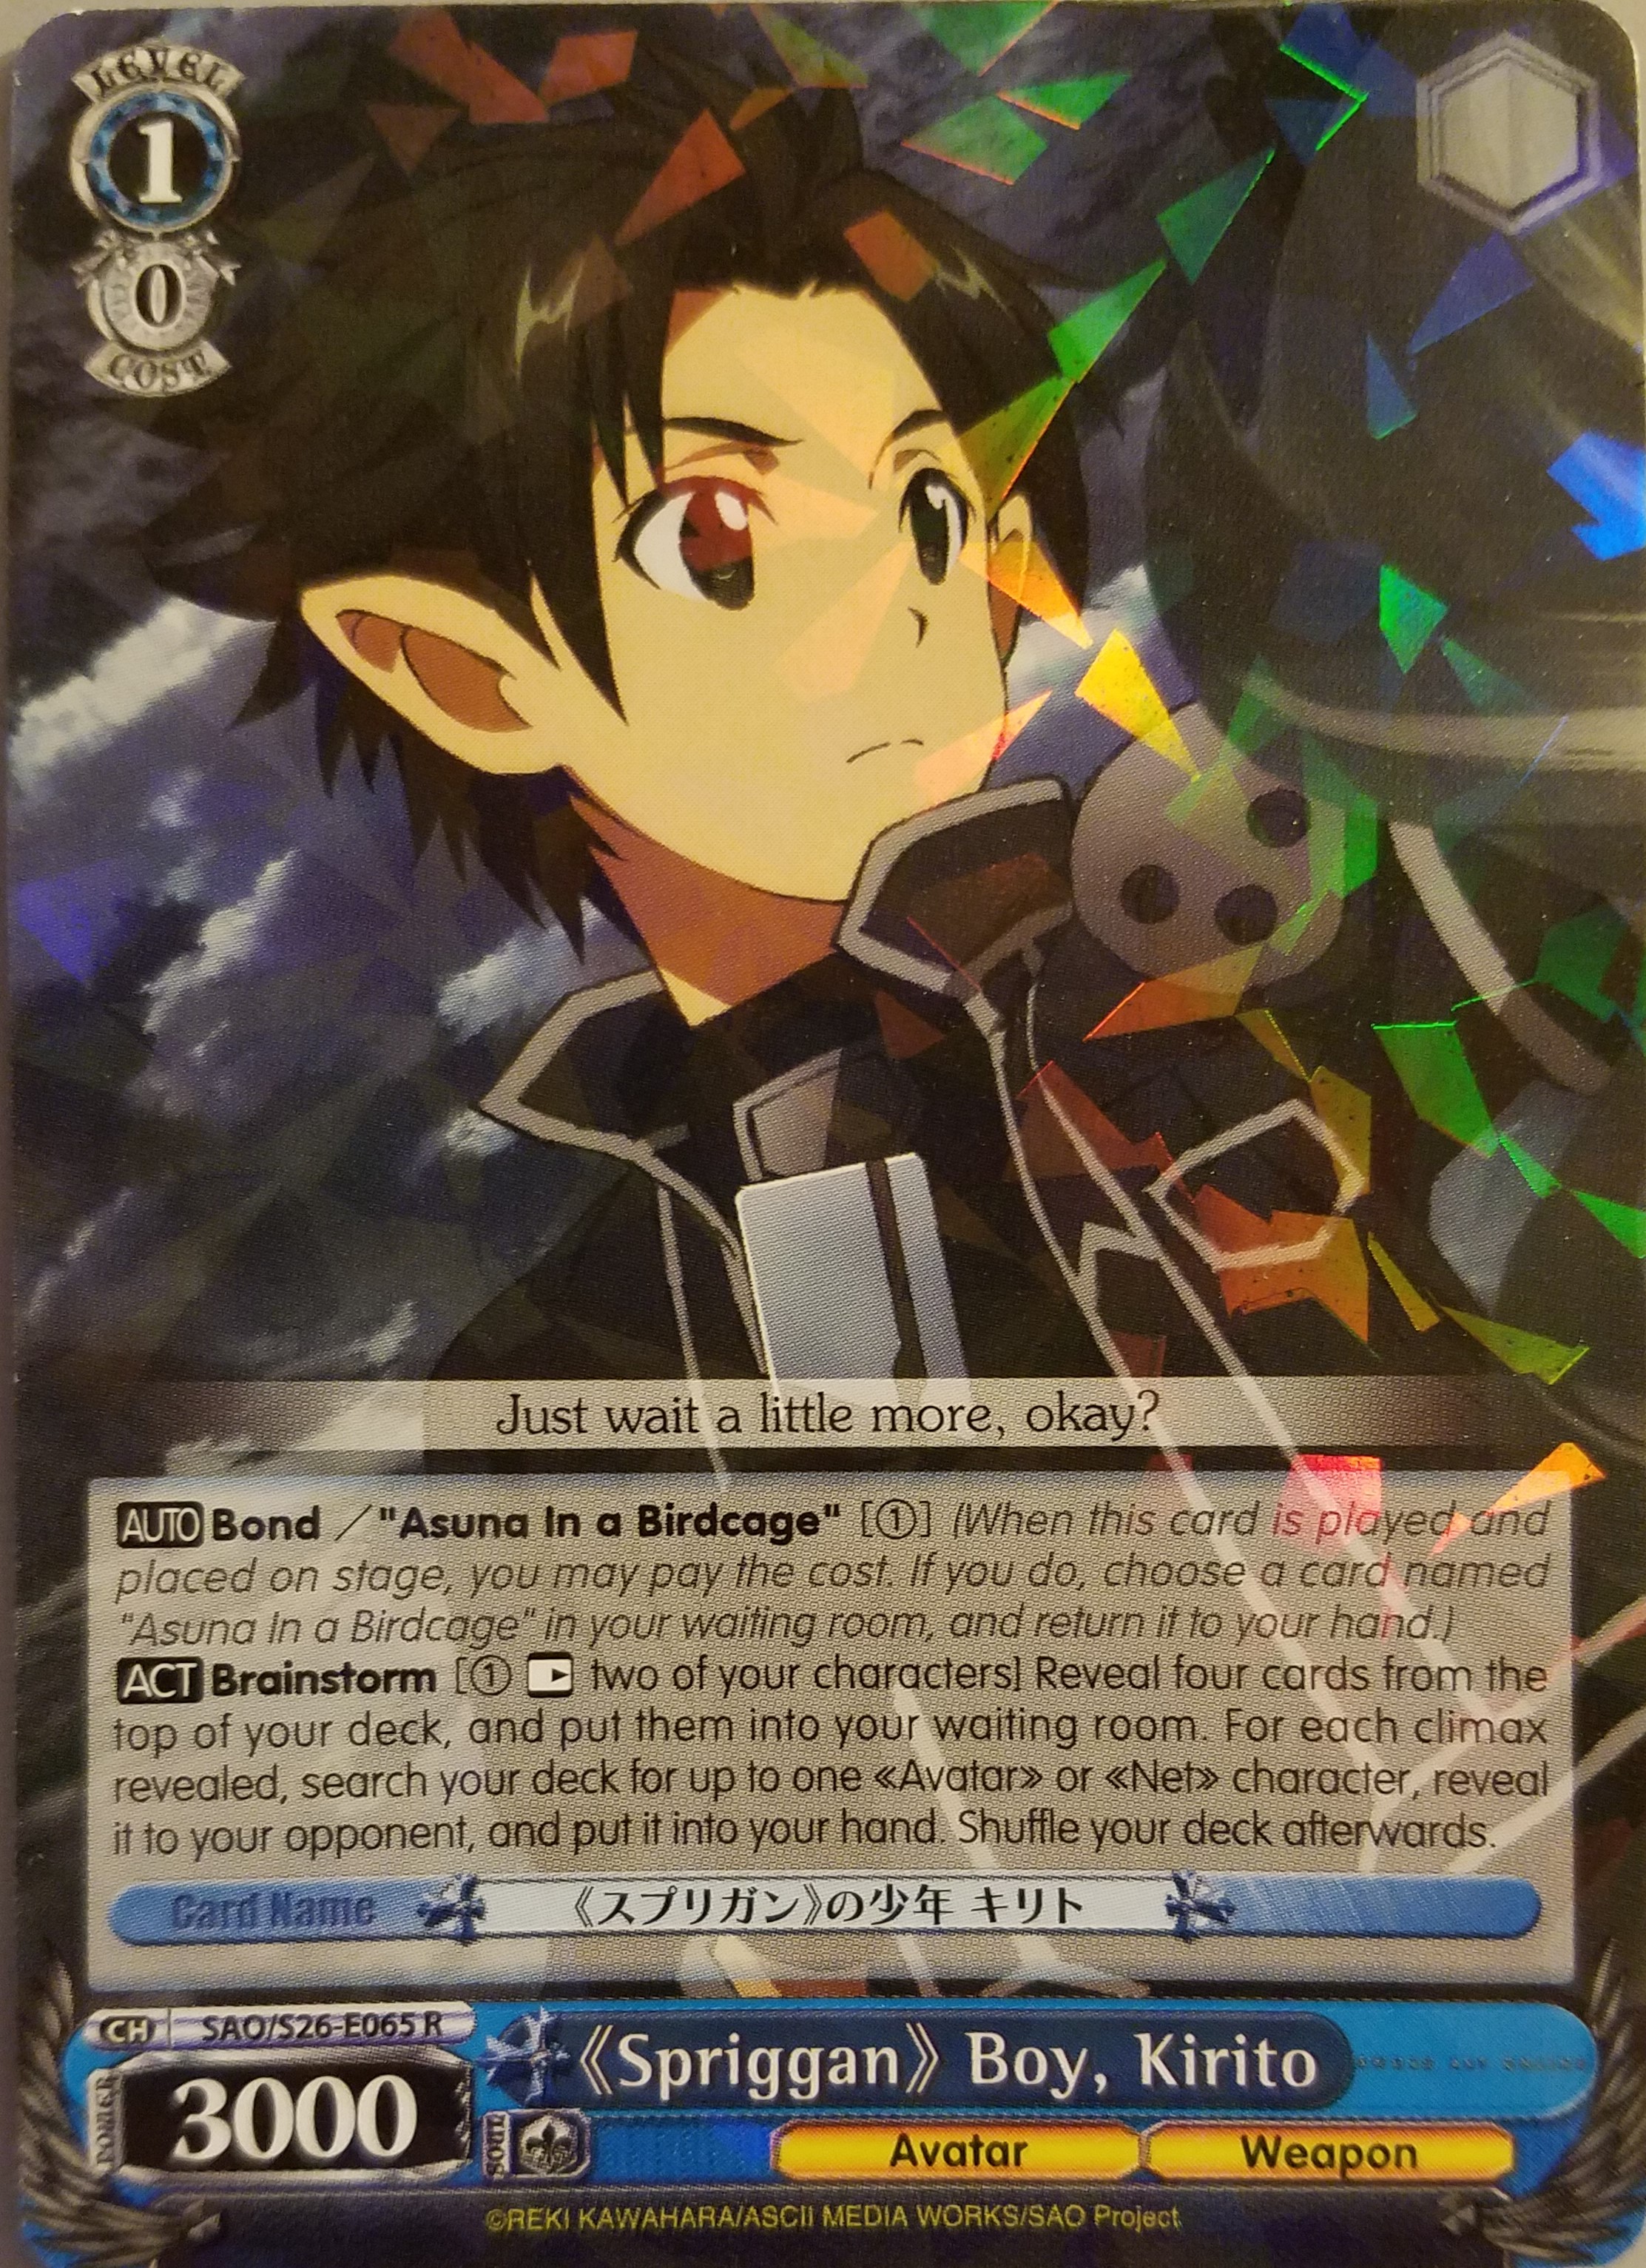 LEVEL
1
0
COST
Just wait a little more, okay?
AUTO Bond ／"Asuna In a Birdcage" [①] (When this card is played and
placed on stage, you may pay the cost. If you do, choose a card named
"Asuna In a Birdcage" in your waiting room, and return it to your hand.)
ACT Brainstorm [① two of your characters] Reveal four cards from the
top of your deck, and put them into your waiting room. For each climax
revealed, search your deck for up to one «Avatar» or «Net» character, reveal
it to your opponent, and put it into your hand. Shuffle your deck afterwards.
Card Name
《スプリガン》の少年 キリト
CH SAO/S26-E065 R
《Spriggan》 Boy, Kirito
POWER
3000
SOUL
Avatar
Weapon
©REKI KAWAHARA/ASCII MEDIA WORKS/SAO Project